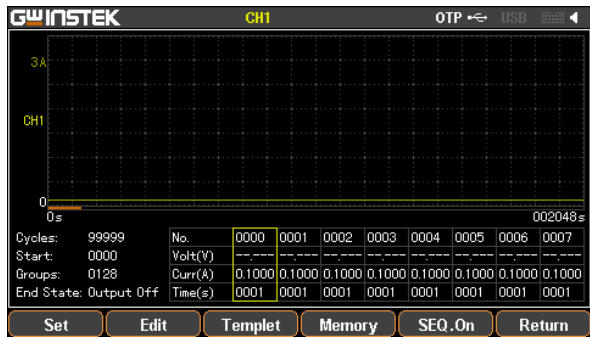 GWINSTEK CH1 OTP USB
3A
CH1
0
0s 002048s
Cycles: 99999 No. 0000 0001 0002 0003 0004 0005 0006 0007
Start: 0000 Volt(V) --.--- --.--- --.--- --.--- --.--- --.--- --.--- --.---
Groups: 0128 Curr(A) 0.1000 0.1000 0.1000 0.1000 0.1000 0.1000 0.1000 0.1000
End State: Output Off Time(s) 0001 0001 0001 0001 0001 0001 0001 0001
Set Edit Templet Memory SEQ.On Return